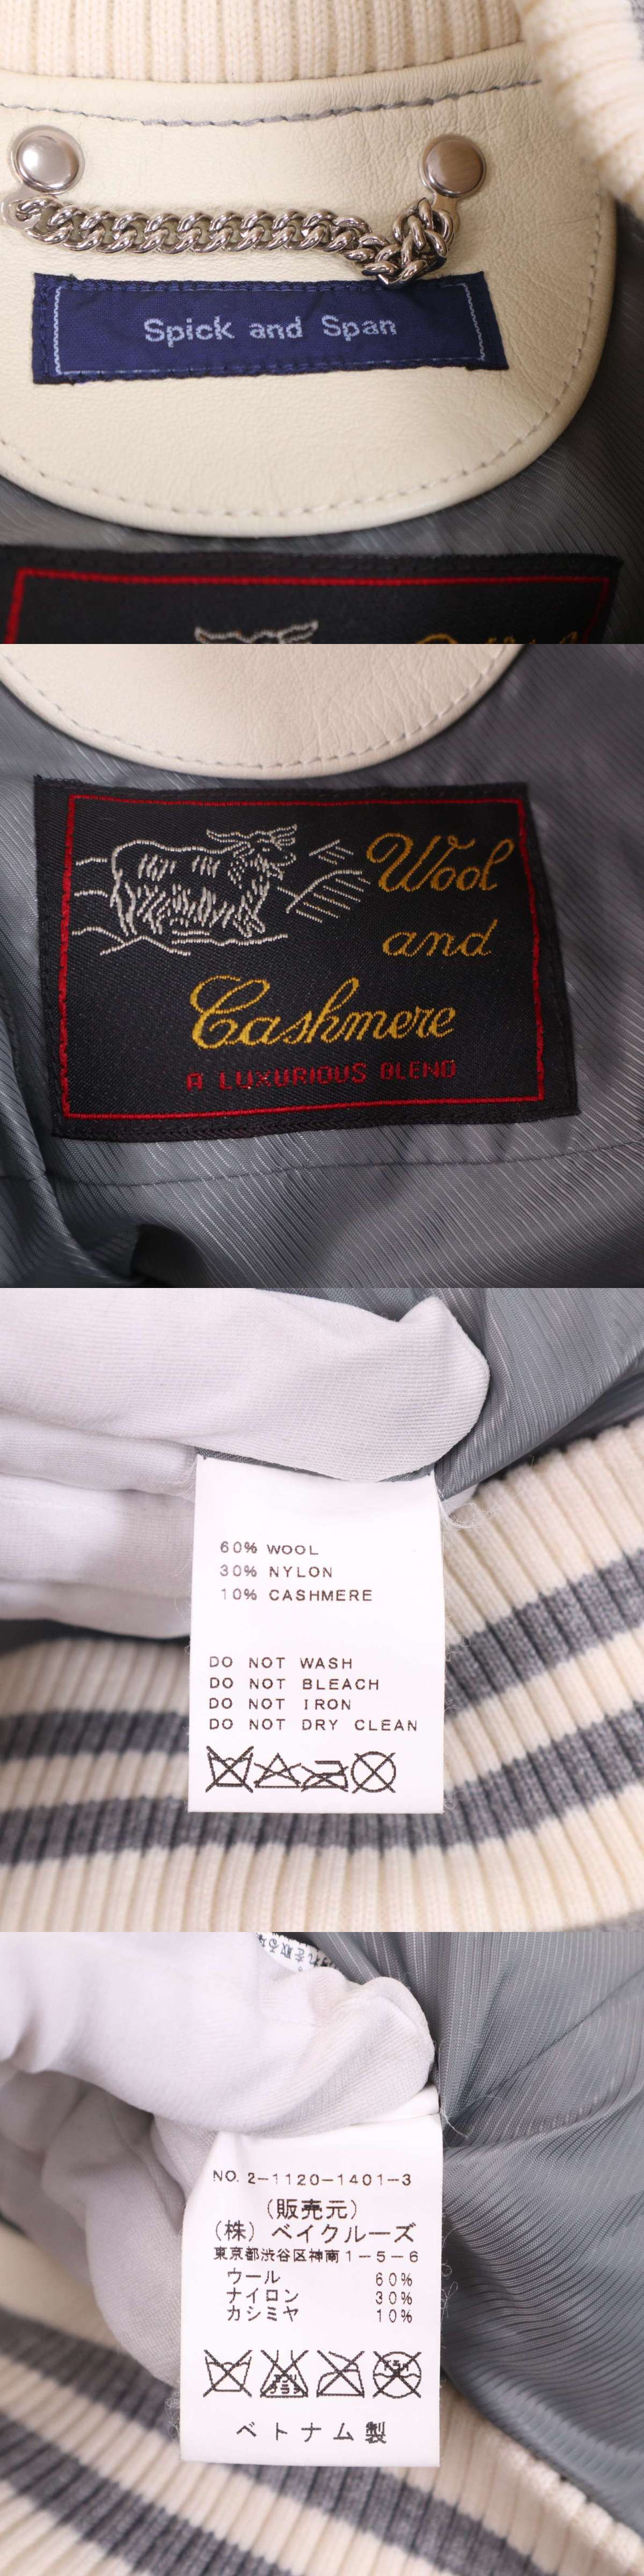 Spick and Span
Wool
and
Cashmere
A LUXURIOUS BLEND
60% WOOL
30% NYLON
10% CASHMERE
DO NOT WASH
DO NOT BLEACH
DO NOT IRON
DO NOT DRY CLEAN
NO. 2-1120-1401-3
(販売元)
(株) ベイクルーズ
東京都渋谷区神南1-5-6
ウール 60%
ナイロン 30%
カシミヤ 10%
ベトナム製